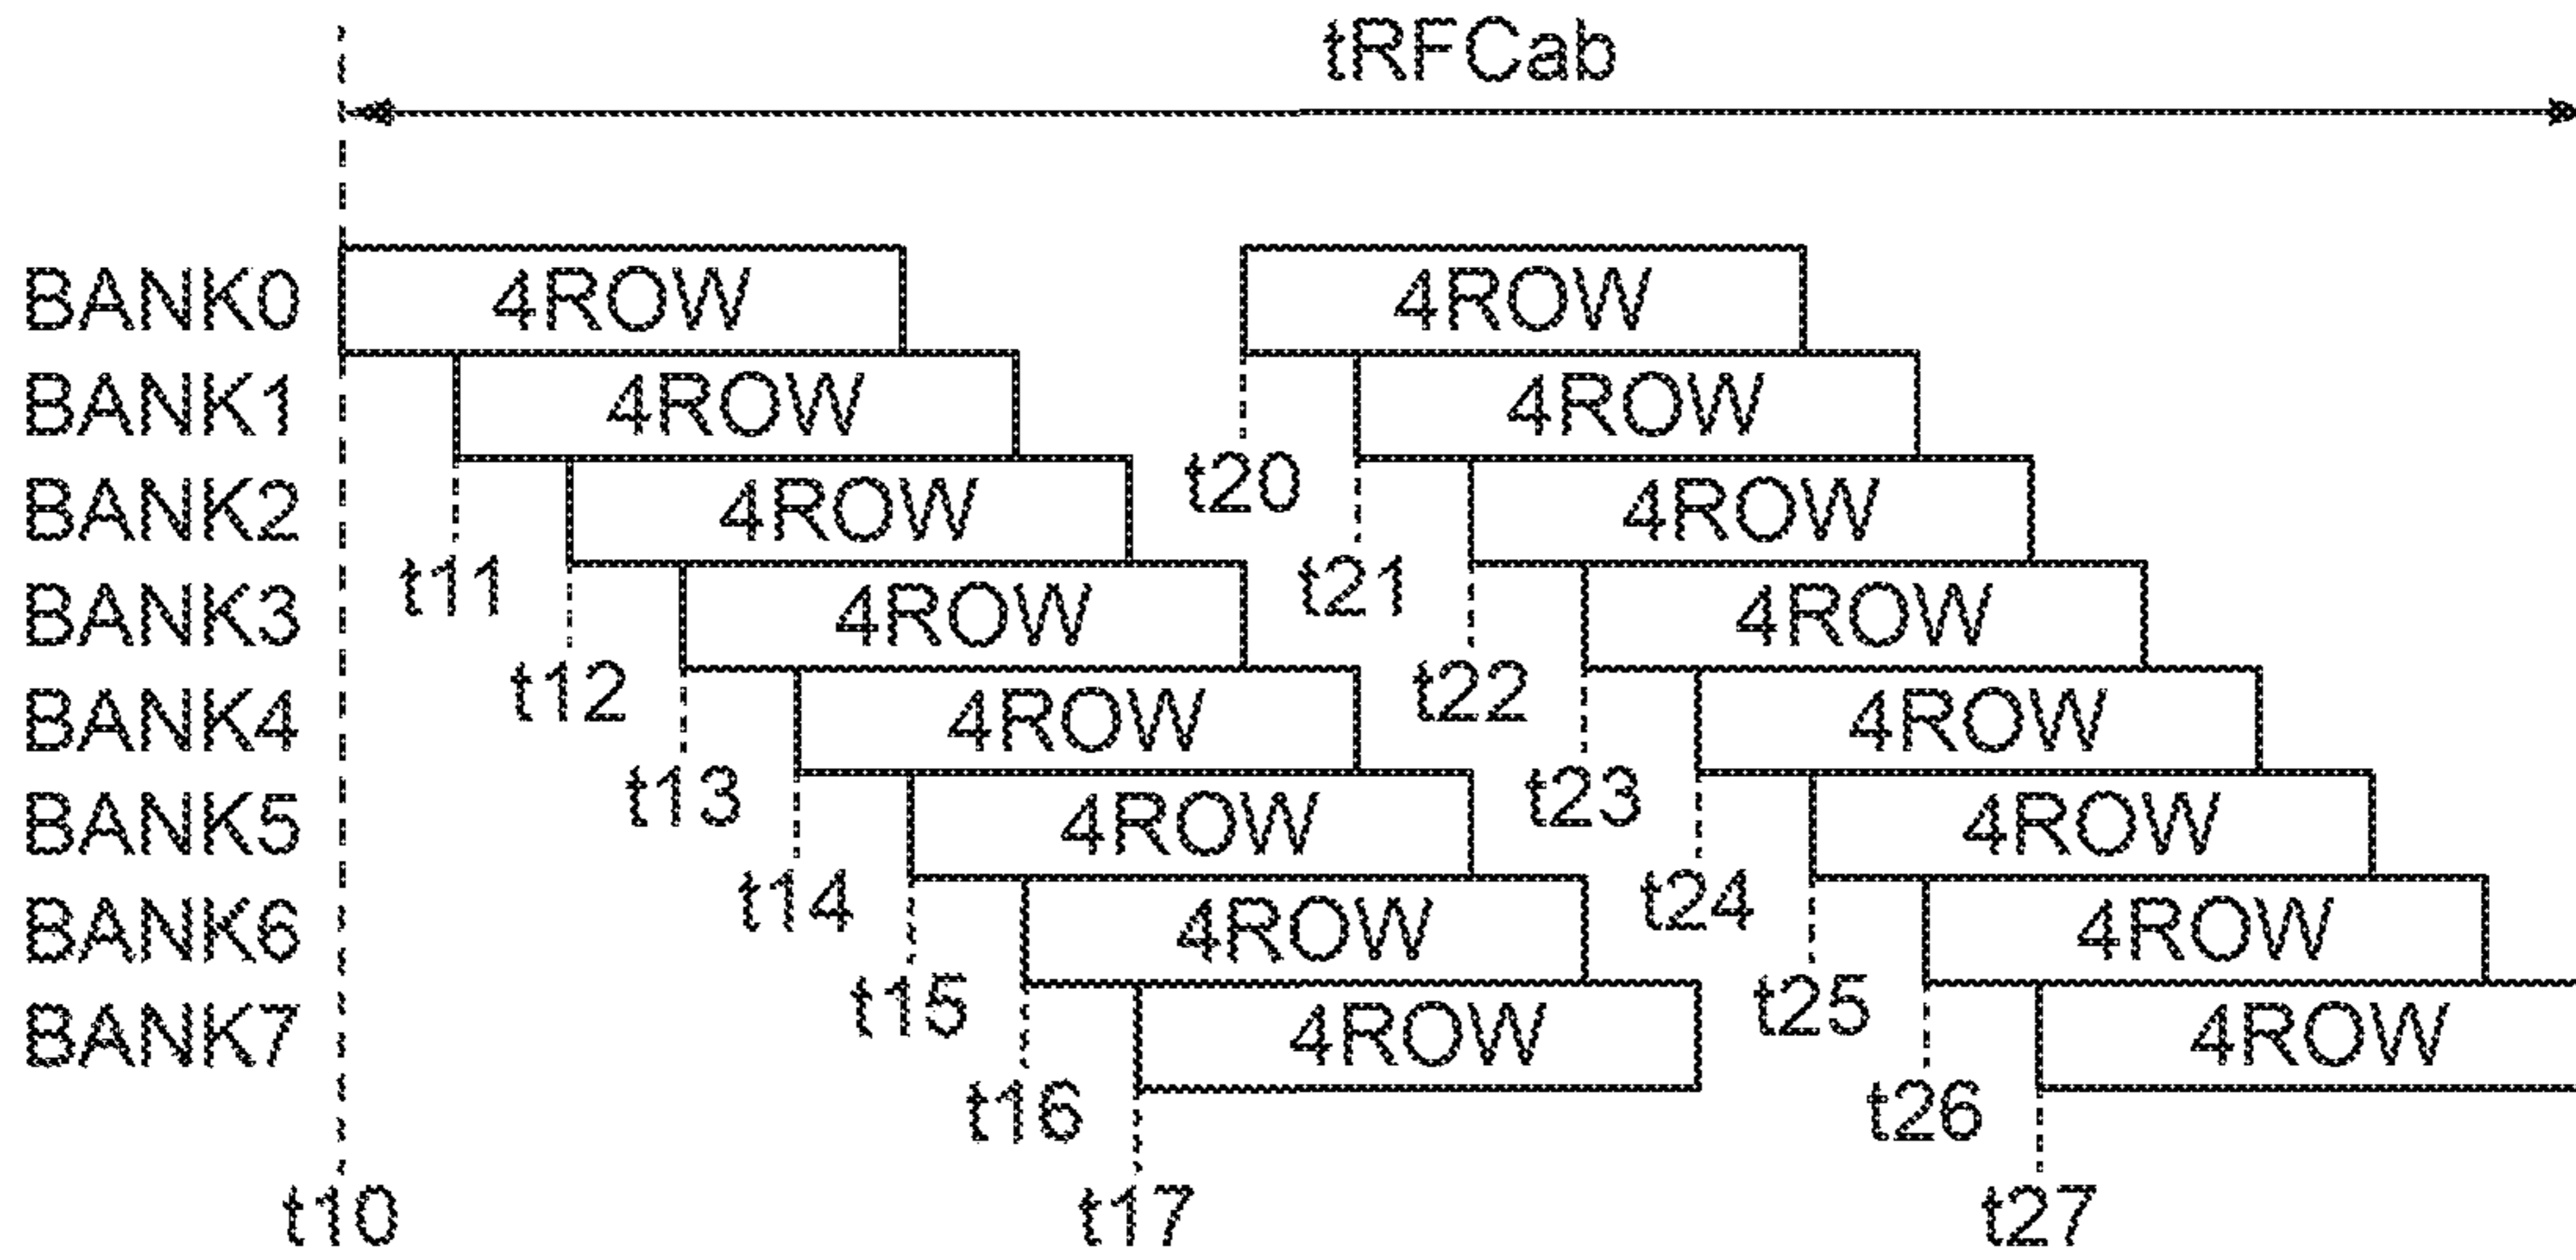 tRFCab
BANK0 4ROW 4ROW
BANK1 4ROW 4ROW
BANK2 4ROW t20 4ROW
BANK3 t11 4ROW t21 4ROW
BANK4 t12 4ROW t22 4ROW
BANK5 t13 4ROW t23 4ROW
BANK6 t14 4ROW t24 4ROW
BANK7 t15 4ROW t25 4ROW
t16 t26
t10 t17 t27